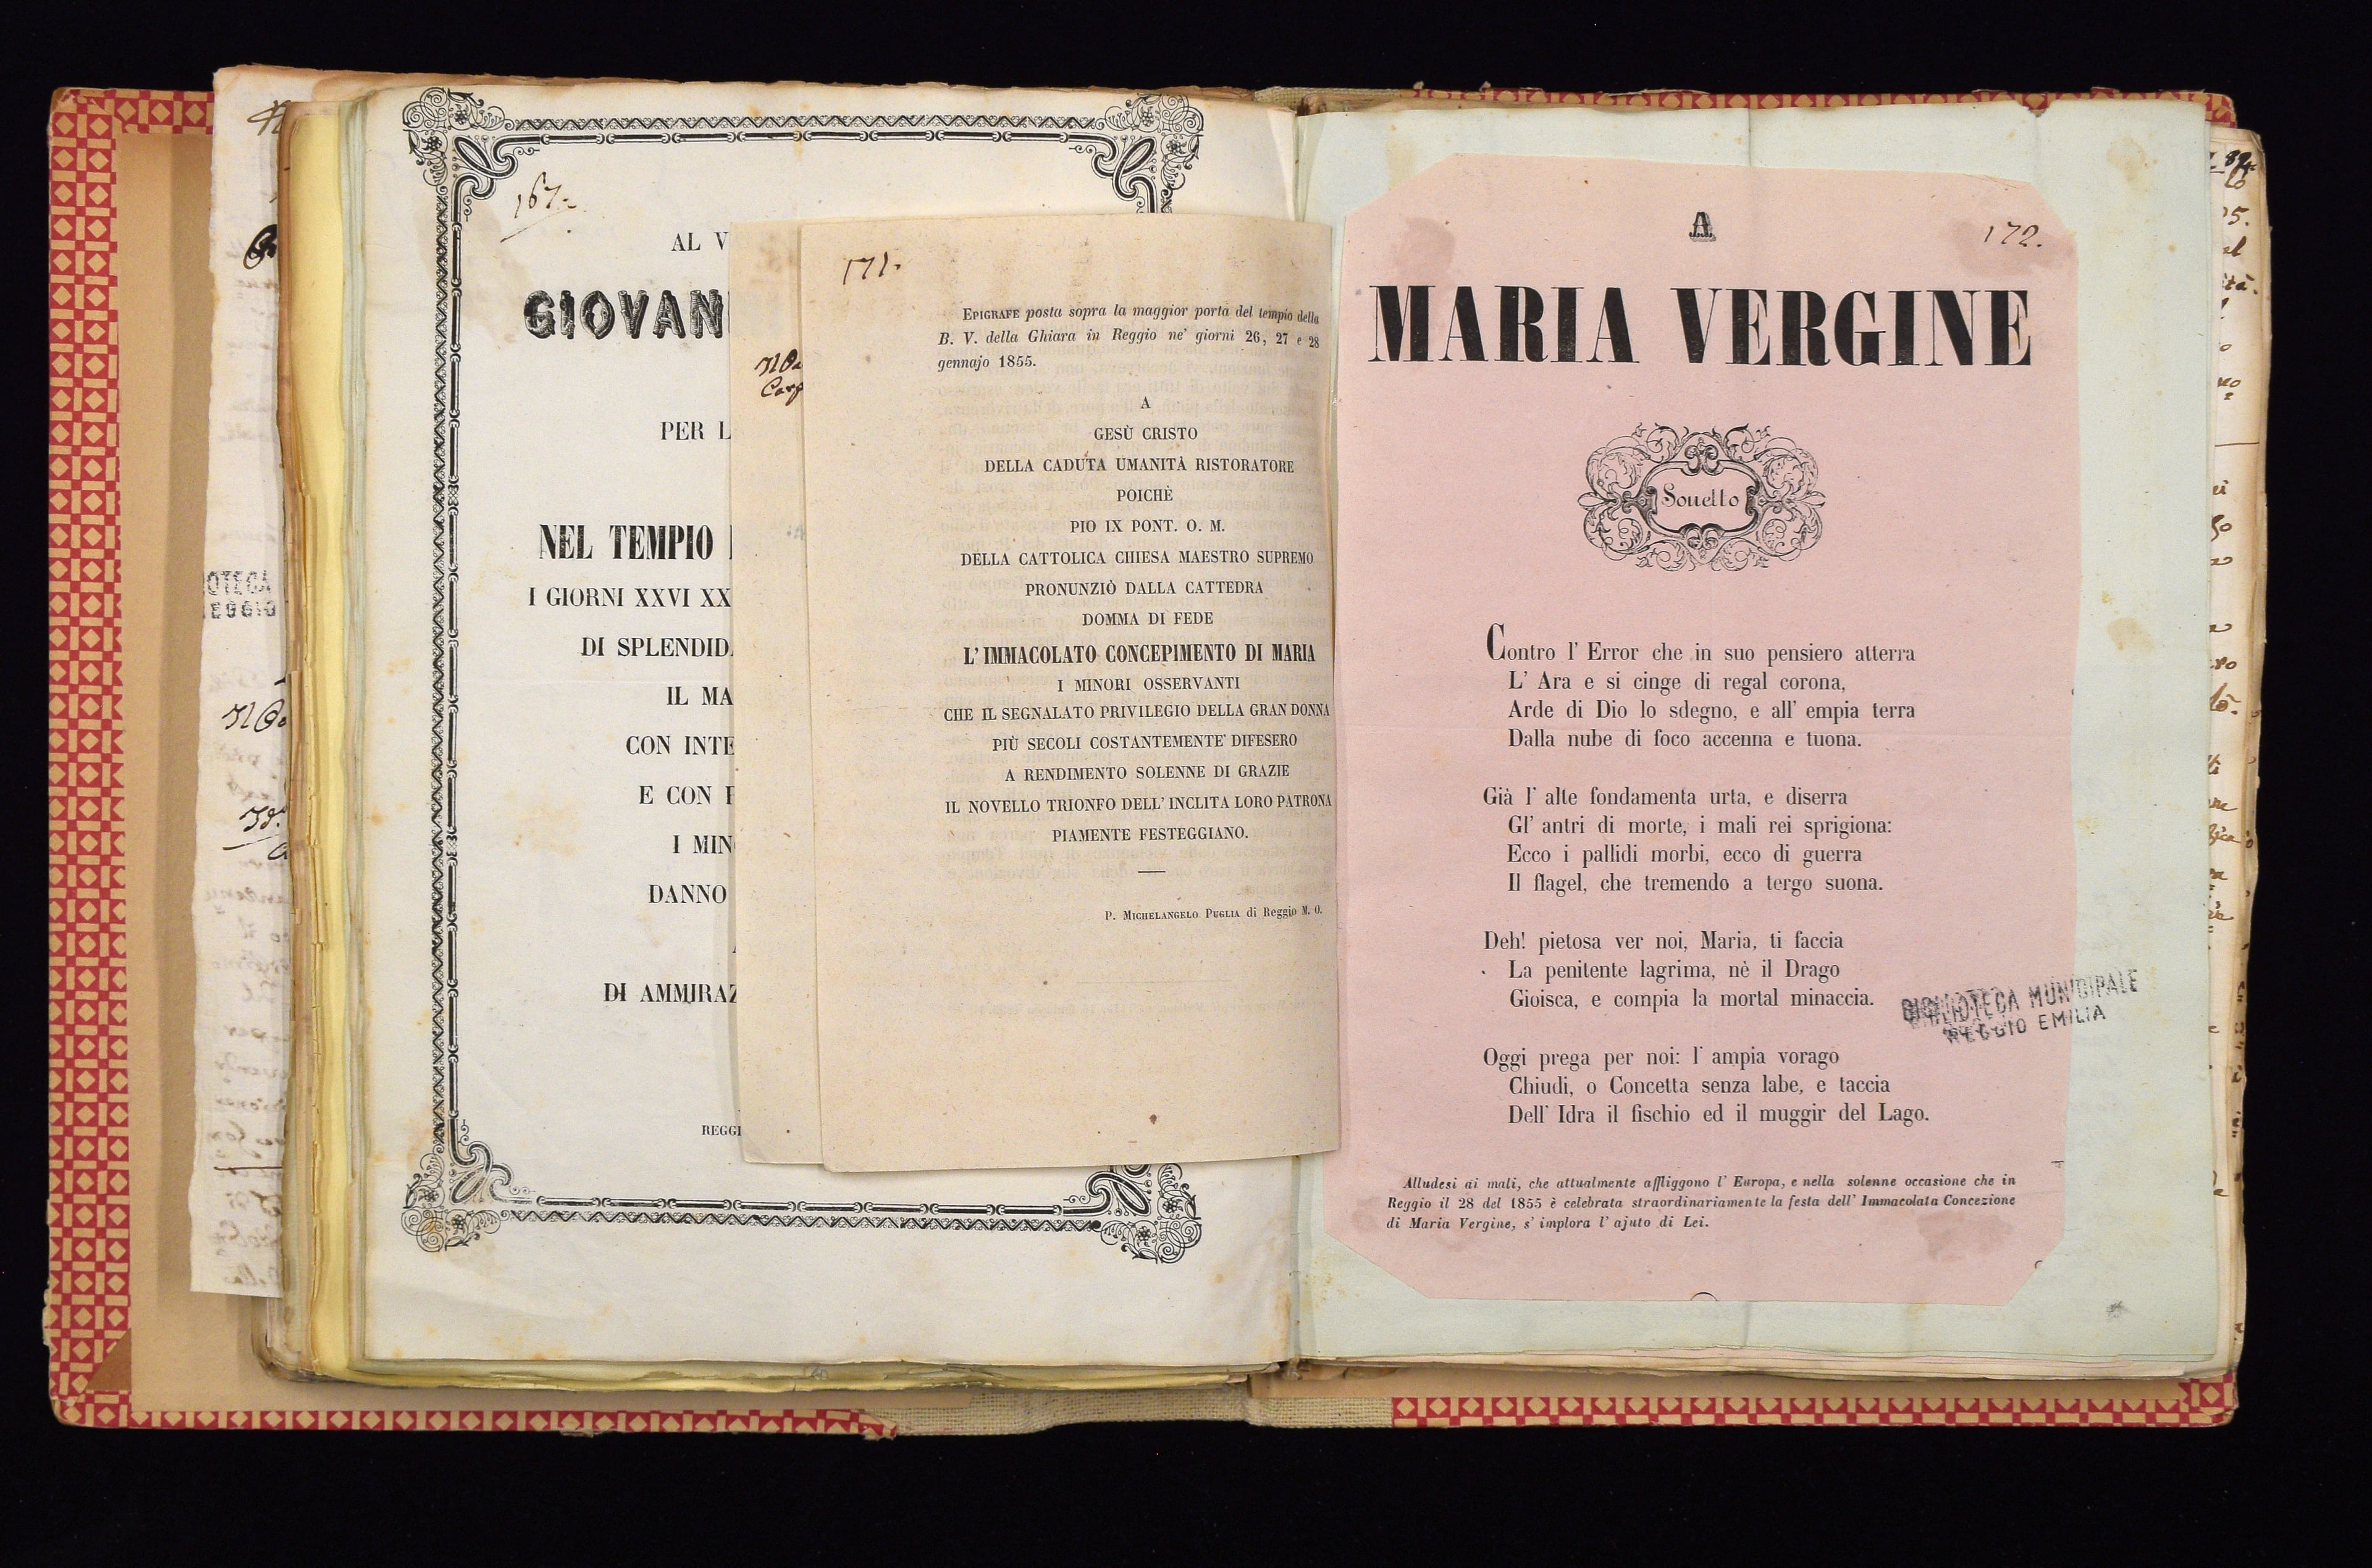 167.
AL V
GIOVAN
PER L
NEL TEMPIO
I GIORNI XXVI XX
DI SPLENDID
IL MA
CON INTE
E CON
I MIN
DANNO
DI AMMIRAZ
REGGI
171.
EPIGRAFE posta sopra la maggior porta del tempio della
B. V. della Ghiara in Reggio ne' giorni 26, 27 e 28
gennajo 1855.
A
GESÙ CRISTO
DELLA CADUTA UMANITÀ RISTORATORE
POICHÈ
PIO IX PONT. O. M.
DELLA CATTOLICA CHIESA MAESTRO SUPREMO
PRONUNZIÒ DALLA CATTEDRA
DOMMA DI FEDE
L' IMMACOLATO CONCEPIMENTO DI MARIA
I MINORI OSSERVANTI
CHE IL SEGNALATO PRIVILEGIO DELLA GRAN DONNA
PIÙ SECOLI COSTANTEMENTE DIFESERO
A RENDIMENTO SOLENNE DI GRAZIE
IL NOVELLO TRIONFO DELL' INCLITA LORO PATRONA
PIAMENTE FESTEGGIANO.
P. MICHELANGELO PUGLIA di Reggio M. O.
172.
A
MARIA VERGINE
Sonetto
Contro l' Error che in suo pensiero atterra
L' Ara e si cinge di regal corona,
Arde di Dio lo sdegno, e all' empia terra
Dalla nube di foco accenna e tuona.
Già l' alte fondamenta urta, e diserra
Gl' antri di morte, i mali rei sprigiona:
Ecco i pallidi morbi, ecco di guerra
Il flagel, che tremendo a tergo suona.
Deh! pietosa ver noi, Maria, ti faccia
La penitente lagrima, nè il Drago
Gioisca, e compia la mortal minaccia.
Oggi prega per noi: l' ampia vorago
Chiudi, o Concetta senza labe, e taccia
Dell' Idra il fischio ed il muggir del Lago.
BIBLIOTECA MUNICIPALE
REGGIO EMILIA
Alludesi ai mali, che attualmente affliggono l' Europa, e nella solenne occasione che in
Reggio il 28 del 1855 è celebrata straordinariamente la festa dell' Immacolata Concezione
di Maria Vergine, s' implora l' ajuto di Lei.